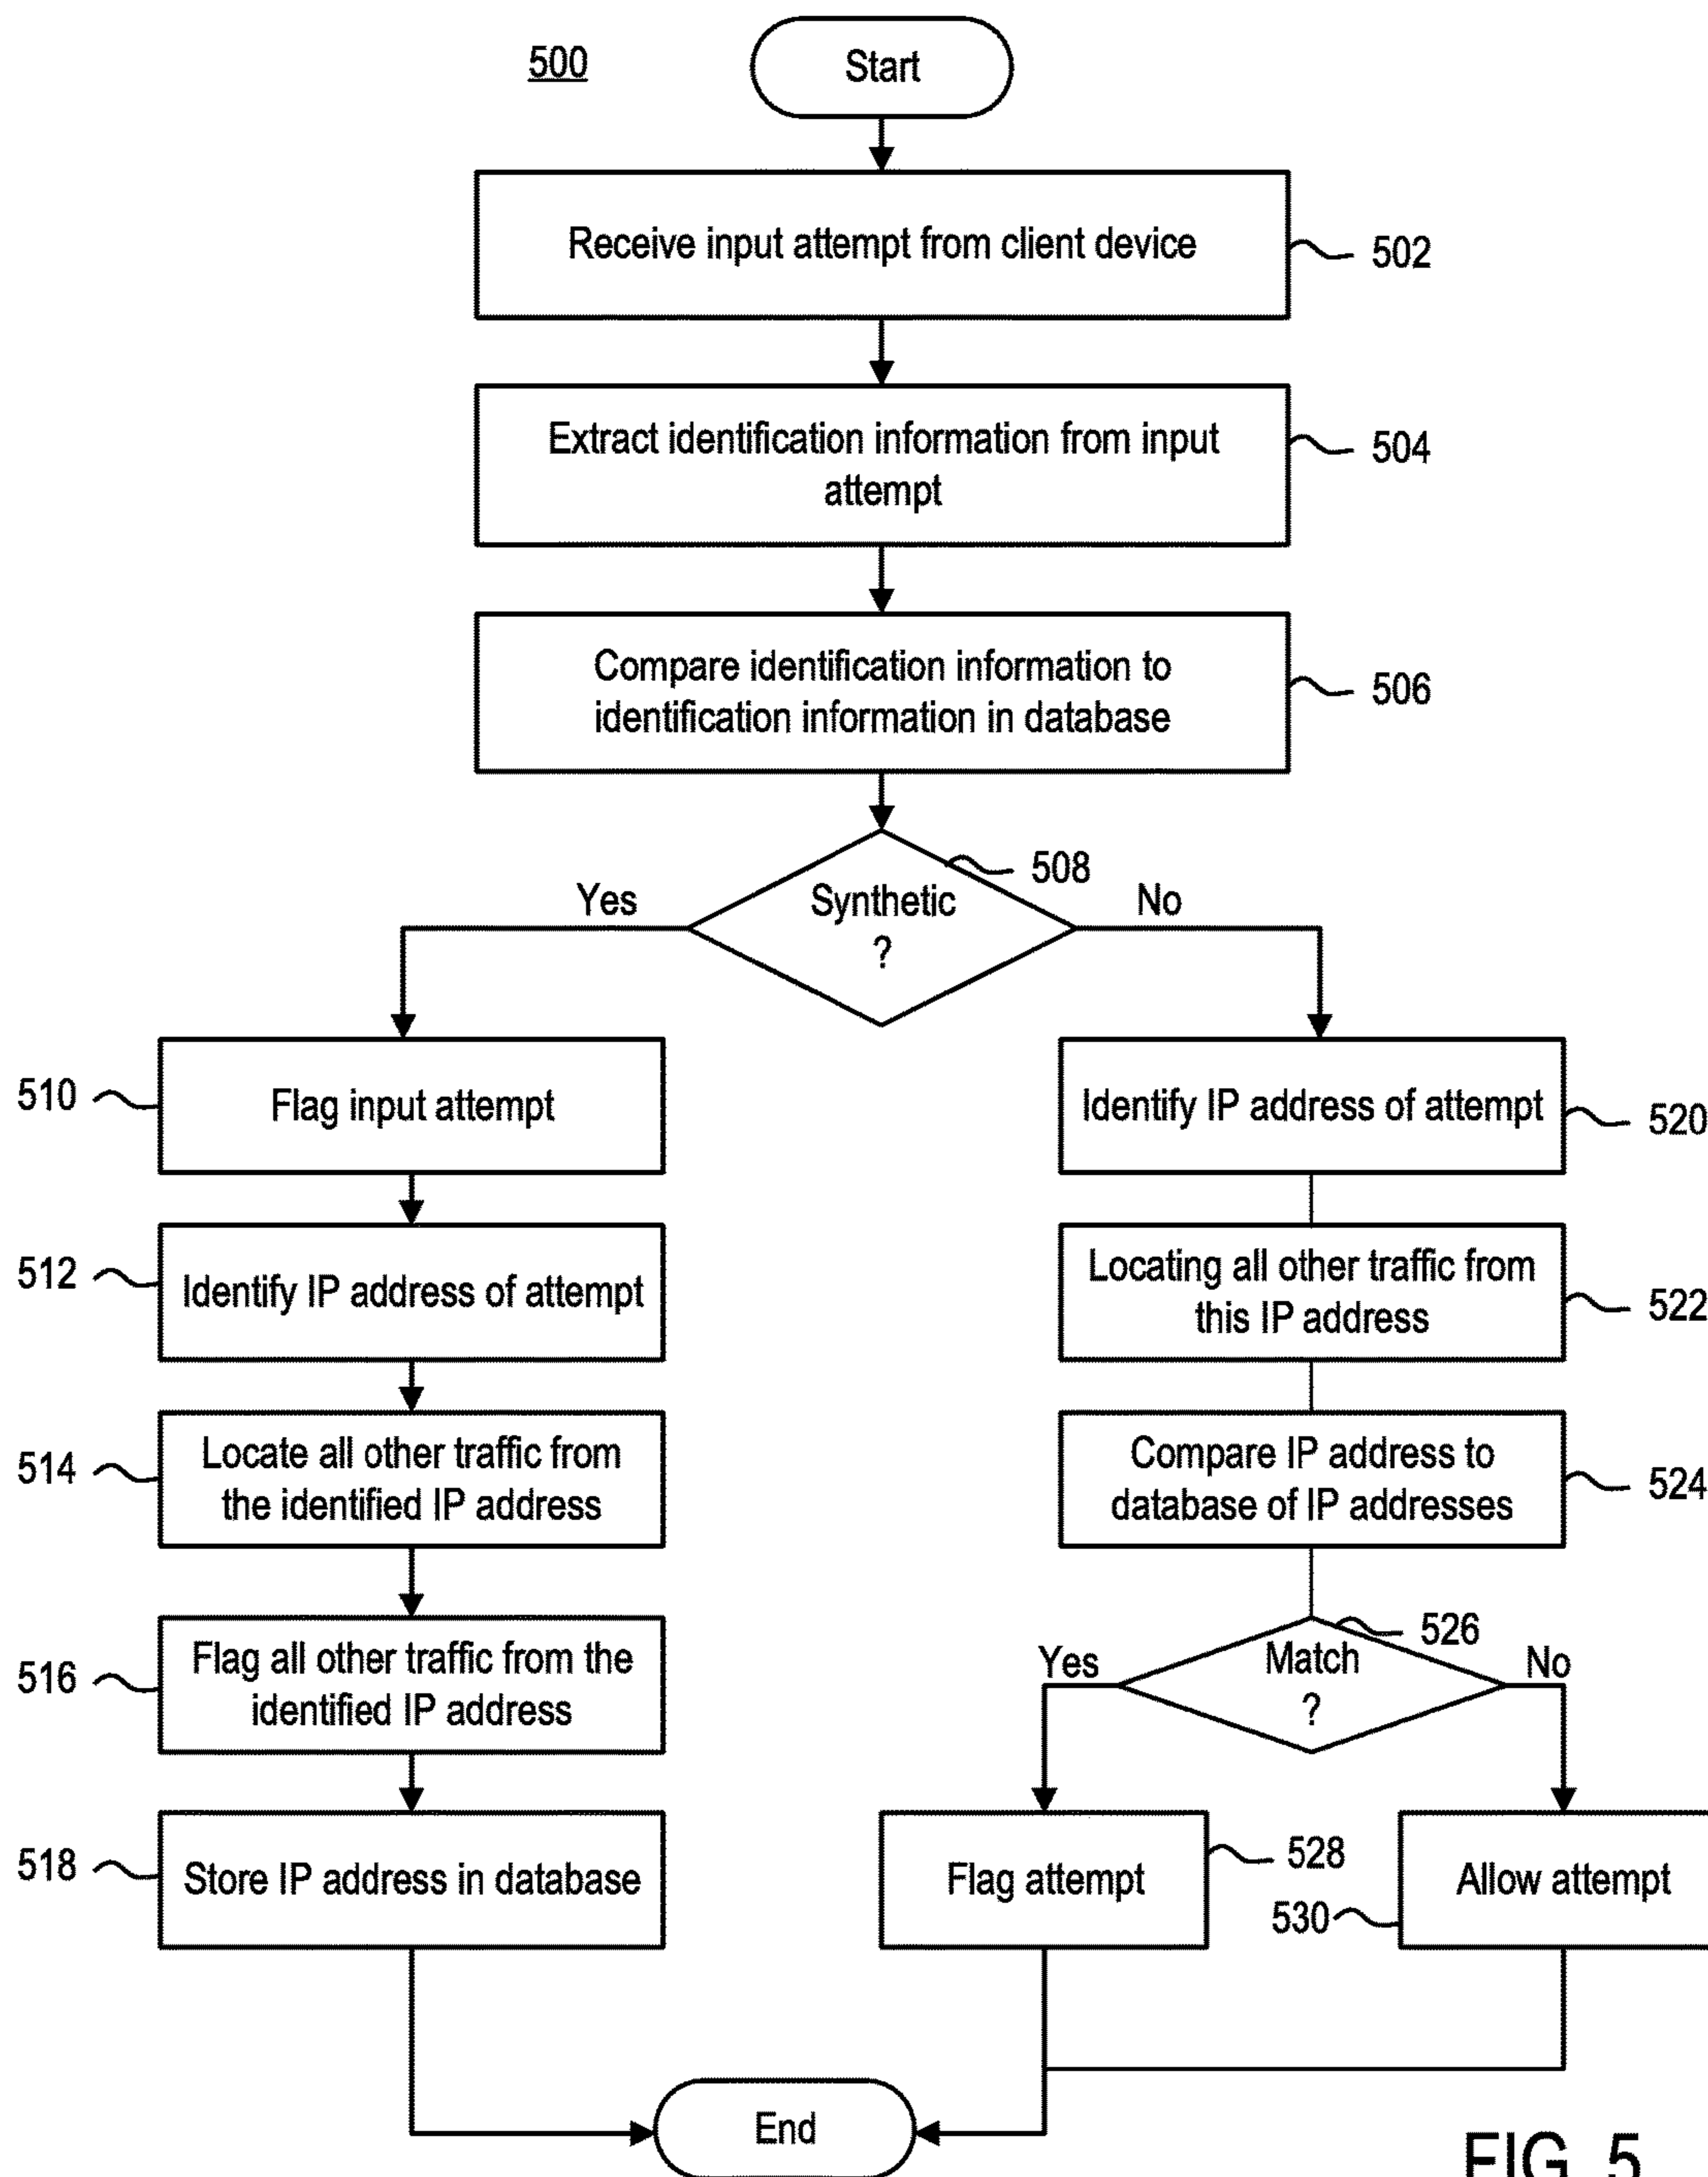 500
Start
Receive input attempt from client device
502
Extract identification information from input
attempt
504
Compare identification information to
identification information in database
506
508
Synthetic
?
Yes
No
510
Flag input attempt
Identify IP address of attempt
520
512
Identify IP address of attempt
Locating all other traffic from
this IP address
522
514
Locate all other traffic from
the identified IP address
Compare IP address to
database of IP addresses
524
516
Flag all other traffic from the
identified IP address
526
Match
?
Yes
No
518
Store IP address in database
Flag attempt
528
Allow attempt
530
End
FIG. 5